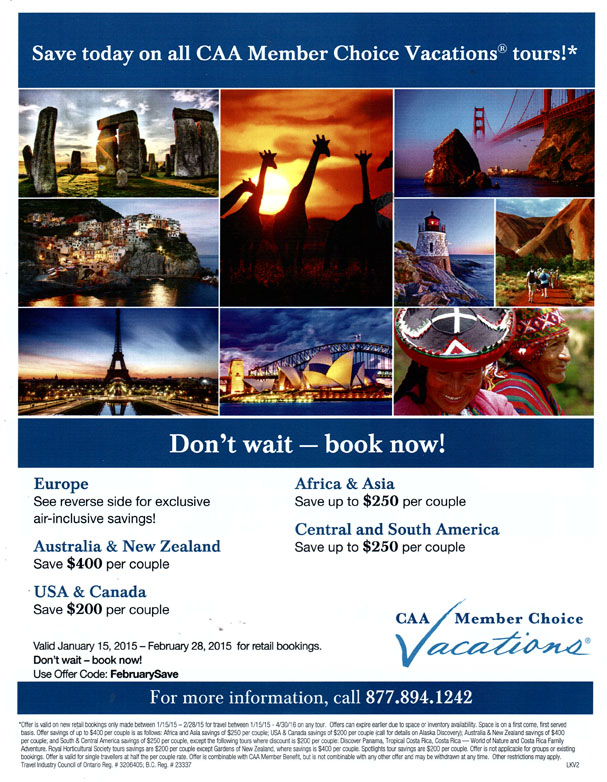 Save today on all CAA Member Choice Vacations® tours!*
Don't wait – book now!
Europe
See reverse side for exclusive
air-inclusive savings!
Australia & New Zealand
Save $400 per couple
USA & Canada
Save $200 per couple
Africa & Asia
Save up to $250 per couple
Central and South America
Save up to $250 per couple
Valid January 15, 2015 – February 28, 2015 for retail bookings.
Don't wait – book now!
Use Offer Code: FebruarySave
CAA Member Choice
Vacations®
For more information, call 877.894.1242
*Offer is valid on new retail bookings only made between 1/15/15 – 2/28/15 for travel between 1/15/15 - 4/30/16 on any tour. Offers can expire earlier due to space or inventory availability. Space is on a first come, first served
basis. Offer savings of up to $400 per couple is as follows: Africa and Asia savings of $250 per couple; USA & Canada savings of $200 per couple (call for details on Alaska Discovery); Australia & New Zealand savings of $400
per couple; and South & Central America savings of $250 per couple, except the following tours where discount is $200 per couple: Discover Panama, Tropical Costa Rica, Costa Rica — World of Nature and Costa Rica Family
Adventure. Royal Horticultural Society tours savings are $200 per couple except Gardens of New Zealand, where savings is $400 per couple. Spotlights tour savings are $200 per couple. Offer is not applicable for groups or existing
bookings. Offer is valid for single travellers at half the per couple rate. Offer is combinable with CAA Member Benefit, but is not combinable with any other offer and may be withdrawn at any time. Other restrictions may apply.
Travel Industry Council of Ontario Reg. # 3206405; B.C. Reg. # 23337
LKV2